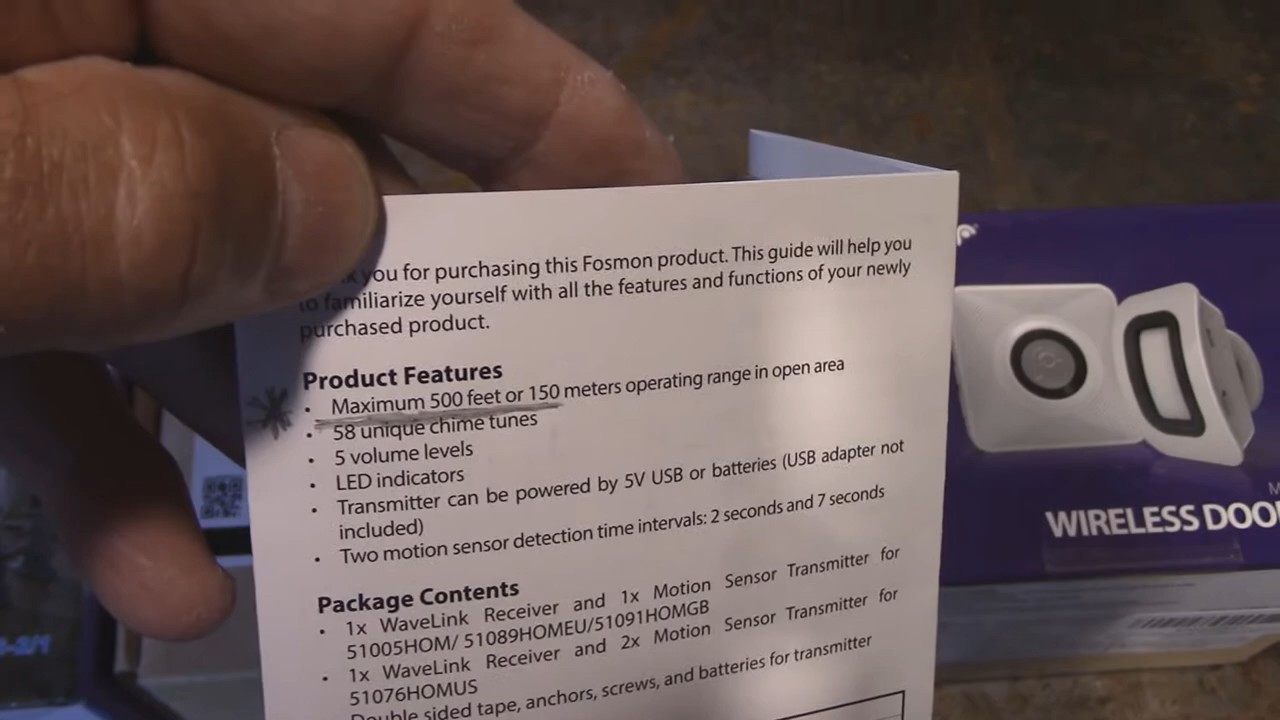 you for purchasing this Fosmon product. This guide will help you
to familiarize yourself with all the features and functions of your newly
purchased product.
Product Features
• Maximum 500 feet or 150 meters operating range in open area
• 58 unique chime tunes
• 5 volume levels
• LED indicators
• Transmitter can be powered by 5V USB or batteries (USB adapter not
included)
• Two motion sensor detection time intervals: 2 seconds and 7 seconds
Package Contents
• 1x WaveLink Receiver and 1x Motion Sensor Transmitter for
51005HOM/ 51089HOMEU/51091HOMGB
• 1x WaveLink Receiver and 2x Motion Sensor Transmitter for
51076HOMUS
Double sided tape, anchors, screws, and batteries for transmitter
WIRELESS